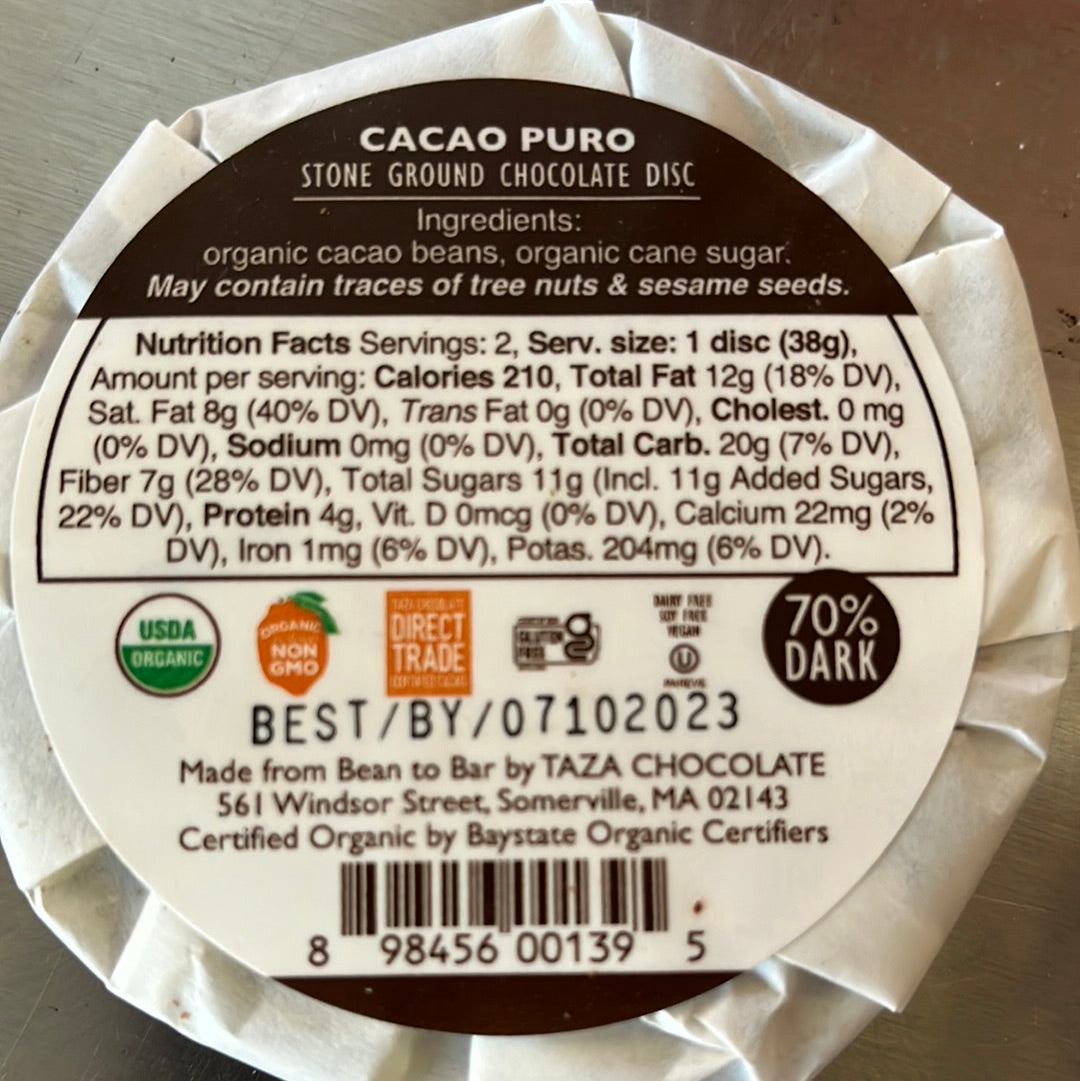 CACAO PURO
STONE GROUND CHOCOLATE DISC
Ingredients:
organic cacao beans, organic cane sugar.
May contain traces of tree nuts & sesame seeds.
Nutrition Facts Servings: 2, Serv. size: 1 disc (38g),
Amount per serving: Calories 210, Total Fat 12g (18% DV),
Sat. Fat 8g (40% DV), Trans Fat 0g (0% DV), Cholest. 0 mg
(0% DV), Sodium 0mg (0% DV), Total Carb. 20g (7% DV),
Fiber 7g (28% DV), Total Sugars 11g (Incl. 11g Added Sugars,
22% DV), Protein 4g, Vit. D 0mcg (0% DV), Calcium 22mg (2%
DV), Iron 1mg (6% DV), Potas. 204mg (6% DV).
USDA
ORGANIC
ORGANIC
NON
GMO
TAZA CHOCOLATE
DIRECT
TRADE
CERTIFIED CACAO
GLUTEN
FREE
DAIRY FREE
SOY FREE
VEGAN
U
PAREVE
70%
DARK
BEST/BY/07102023
Made from Bean to Bar by TAZA CHOCOLATE
561 Windsor Street, Somerville, MA 02143
Certified Organic by Baystate Organic Certifiers
8 98456 00139 5